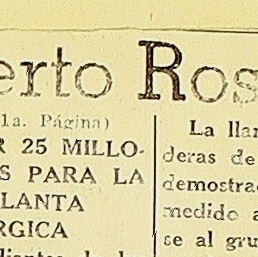 erto Ros
1a. Página)
R 25 MILLO-
S PARA LA
LANTA
RGICA
La llar
deras de
demostrac
medido a
se al gru